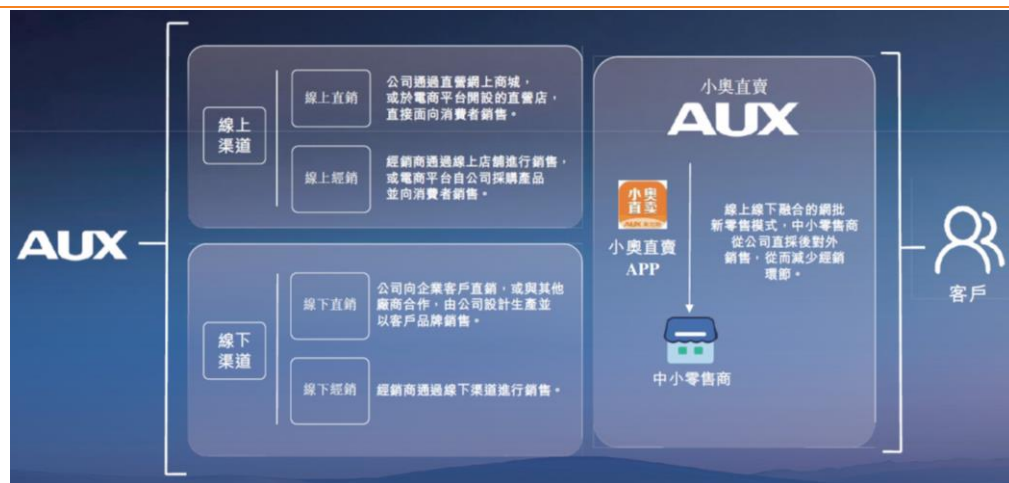 AUX
線上
渠道
線上直銷
公司通過直營網上商城，
或於電商平台開設的直營店，
直接面向消費者銷售。
線上經銷
經銷商通過線上店舖進行銷售，
或電商平台自公司採購產品
並向消費者銷售。
線下
渠道
線下直銷
公司向企業客戶直銷，或與其他
廠商合作，由公司設計生產並
以客戶品牌銷售。
線下經銷
經銷商通過線下渠道進行銷售。
小奧直賣
AUX
小奥
直卖
小奧直賣
APP
線上線下融合的網批
新零售模式，中小零售商
從公司直採後對外
銷售，從而減少經銷
環節。
中小零售商
客戶